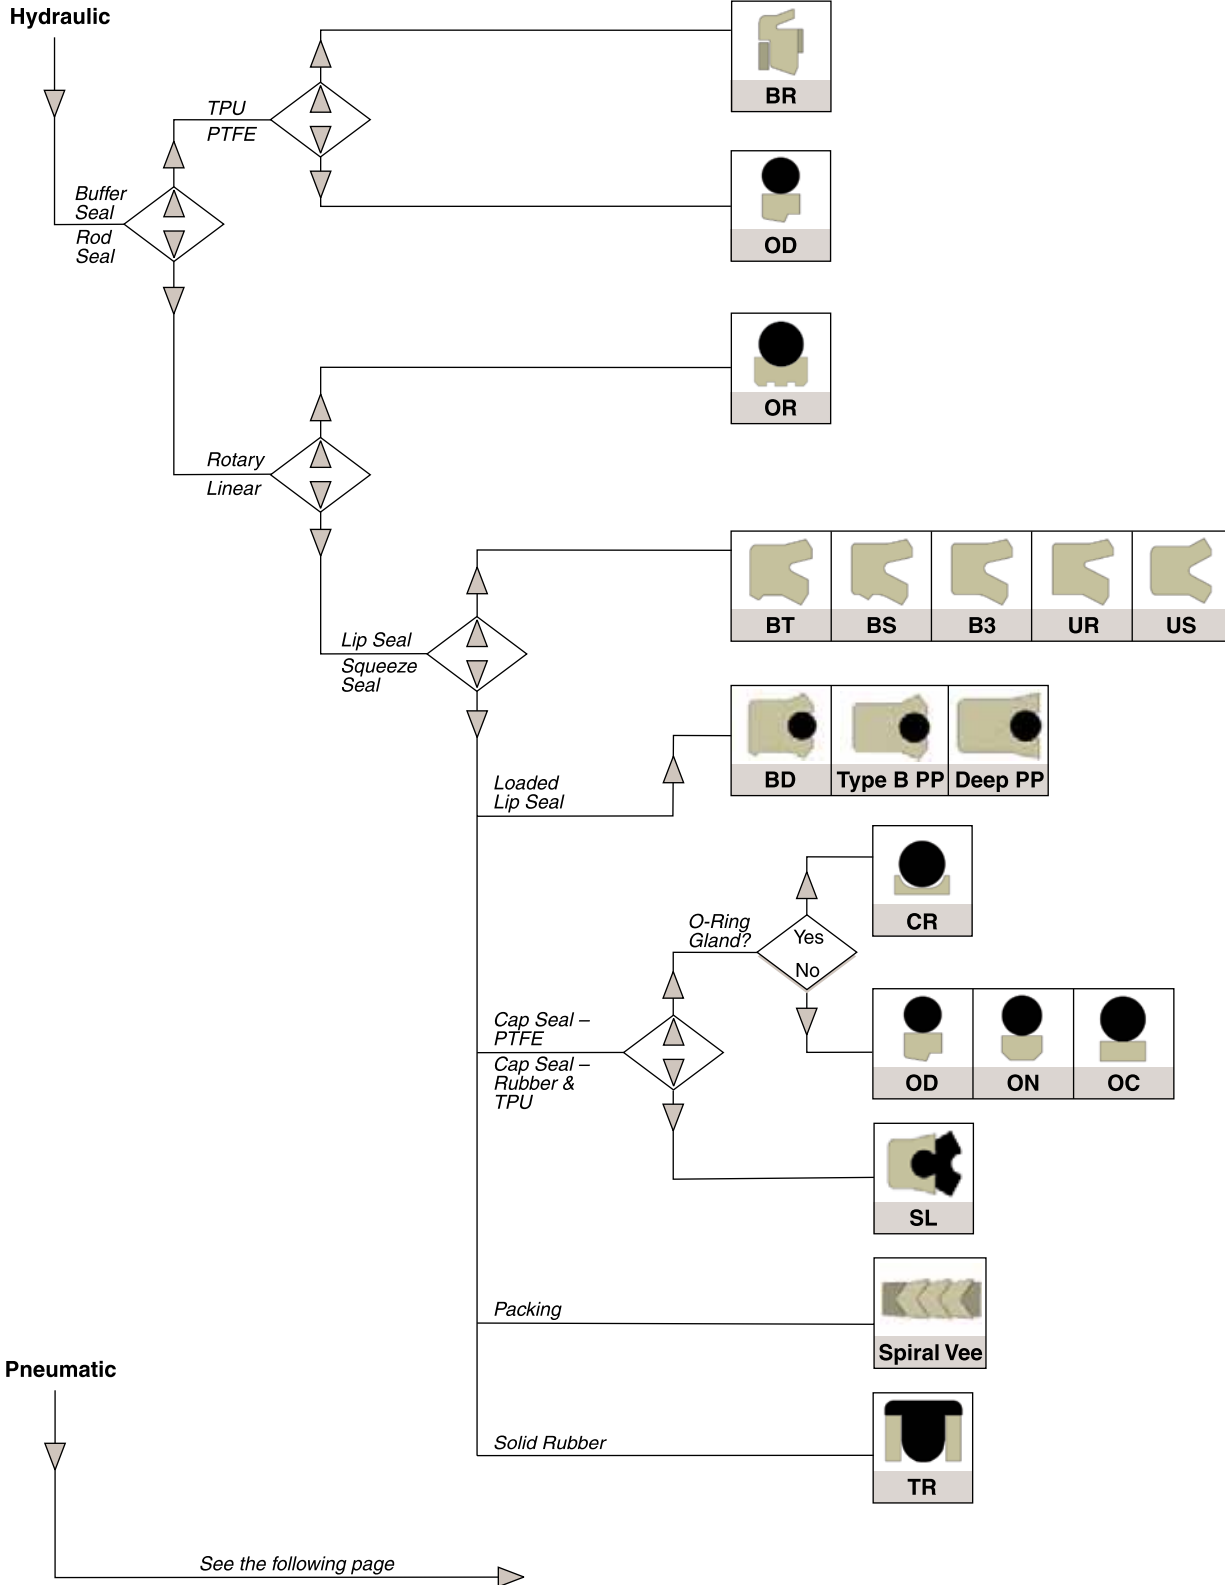 Hydraulic
BR
TPU
PTFE
Buffer
Seal
Rod
Seal
OD
OR
Rotary
Linear
BT BS B3 UR US
Lip Seal
Squeeze
Seal
BD Type B PP Deep PP
Loaded
Lip Seal
CR
O-Ring
Gland?
Yes
No
Cap Seal –
PTFE
Cap Seal –
Rubber &
TPU
OD ON OC
SL
Packing
Spiral Vee
Pneumatic
Solid Rubber
TR
See the following page